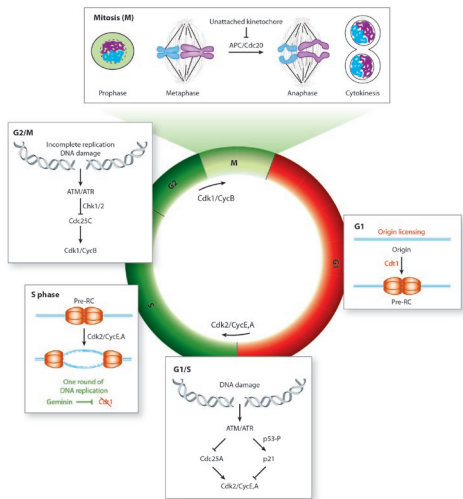 Mitosis (M)
Unattached kinetochore
APC/Cdc20
Prophase
Metaphase
Anaphase
Cytokinesis
G2/M
Incomplete replication
DNA damage
ATM/ATR
Chk1/2
Cdc25C
Cdk1/CycB
G2
M
Cdk1/CycB
G1
S
Cdk2/CycE,A
G1
Origin licensing
Origin
Cdt1
Pre-RC
S phase
Pre-RC
Cdk2/CycE,A
One round of
DNA replication
Geminin
Cdt1
G1/S
DNA damage
ATM/ATR
p53-P
Cdc25A
p21
Cdk2/CycE,A